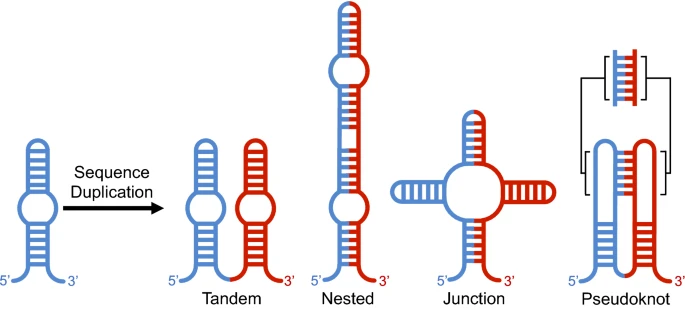 Sequence
Duplication
5’ 3’
5’ 3’
5’ 3’
5’ 3’
5’ 3’
Tandem Nested Junction Pseudoknot